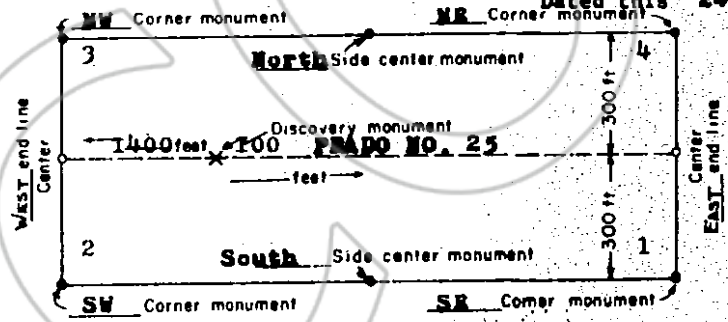 Dated this
NW Corner monument NE Corner monument
3 North Side center monument 4
300 ft
WEST end line
Center
1400 feet Discovery monument
100 PRADO NO. 25
feet
Center
EAST end line
300 ft
2 South Side center monument 1
SW Corner monument SE Corner monument